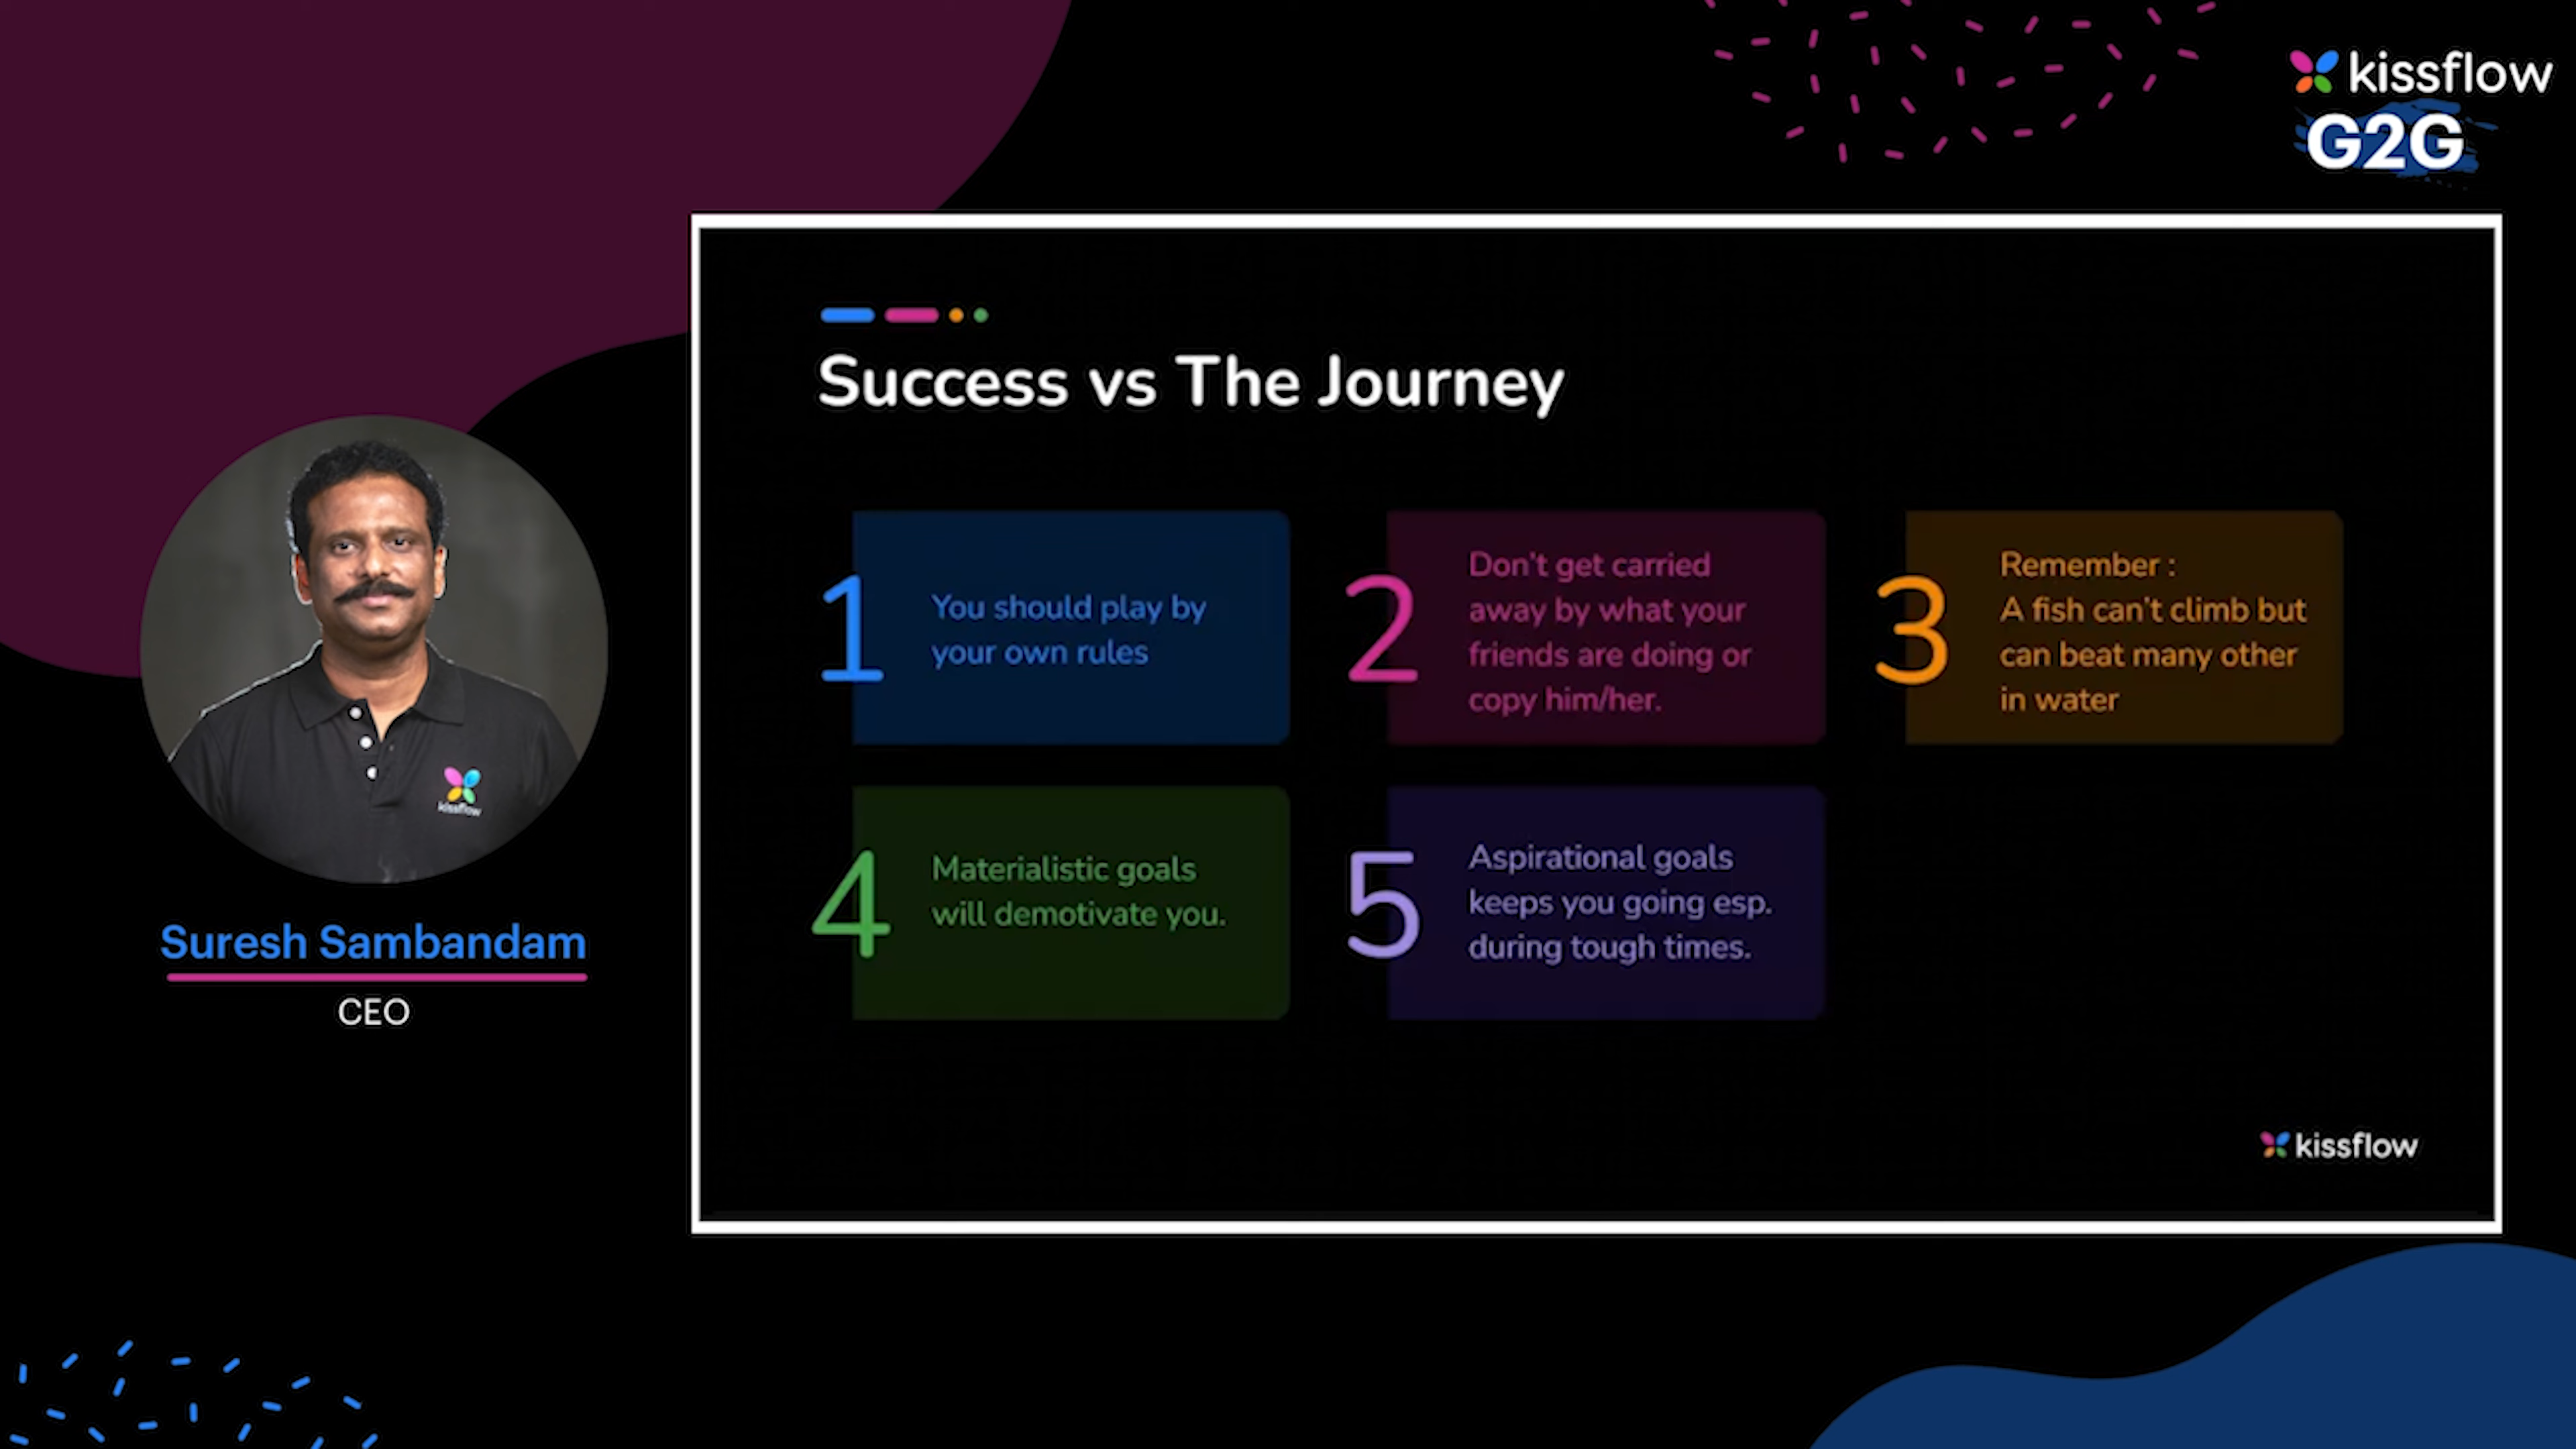 kissflow
G2G
Success vs The Journey
1
You should play by
your own rules
2
Don't get carried
away by what your
friends are doing or
copy him/her.
3
Remember :
A fish can't climb but
can beat many other
in water
4
Materialistic goals
will demotivate you.
5
Aspirational goals
keeps you going esp.
during tough times.
kissflow
kissflow
Suresh Sambandam
CEO